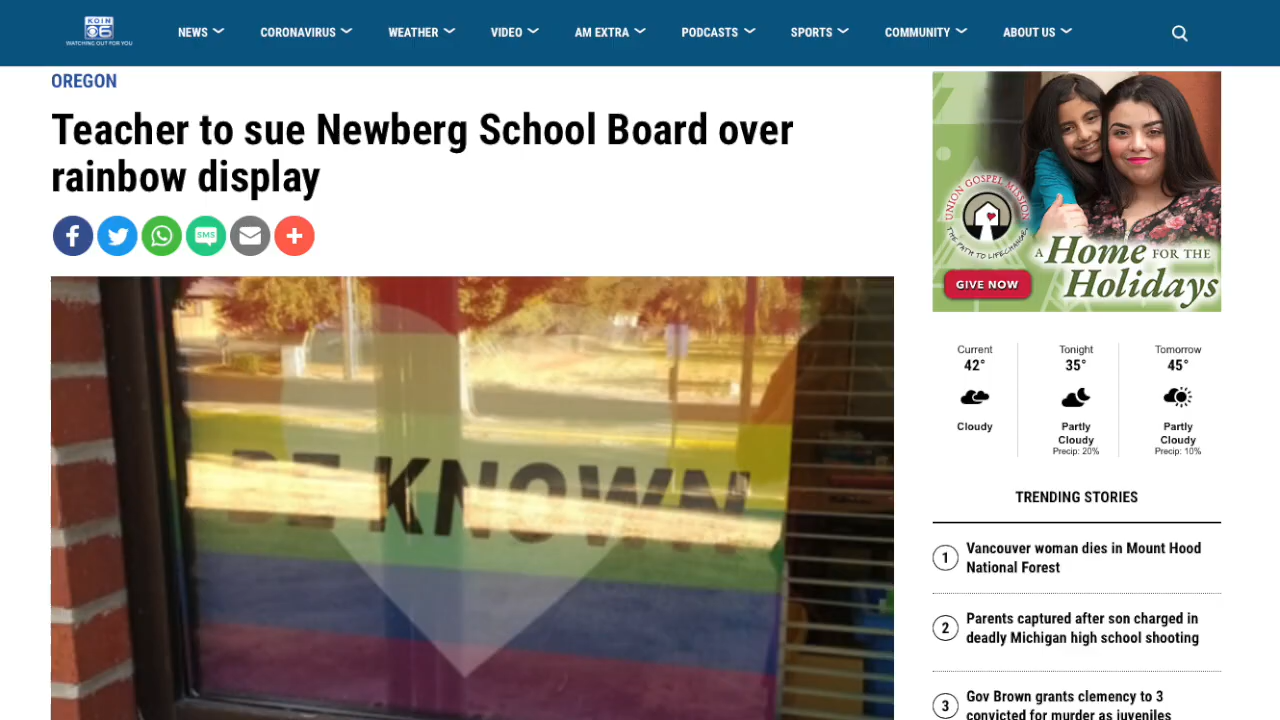 KOIN
6
WATCHING OUT FOR YOU
NEWS
CORONAVIRUS
WEATHER
VIDEO
AM EXTRA
PODCASTS
SPORTS
COMMUNITY
ABOUT US
OREGON
Teacher to sue Newberg School Board over
rainbow display
SMS
BE KNOWN
UNION GOSPEL MISSION
THE PATH TO LIFECHANGE
A Home FOR THE
Holidays
GIVE NOW
Current
42°
Cloudy
Tonight
35°
Partly
Cloudy
Precip: 20%
Tomorrow
45°
Partly
Cloudy
Precip: 10%
TRENDING STORIES
1
Vancouver woman dies in Mount Hood
National Forest
2
Parents captured after son charged in
deadly Michigan high school shooting
3
Gov Brown grants clemency to 3
convicted for murder as juveniles